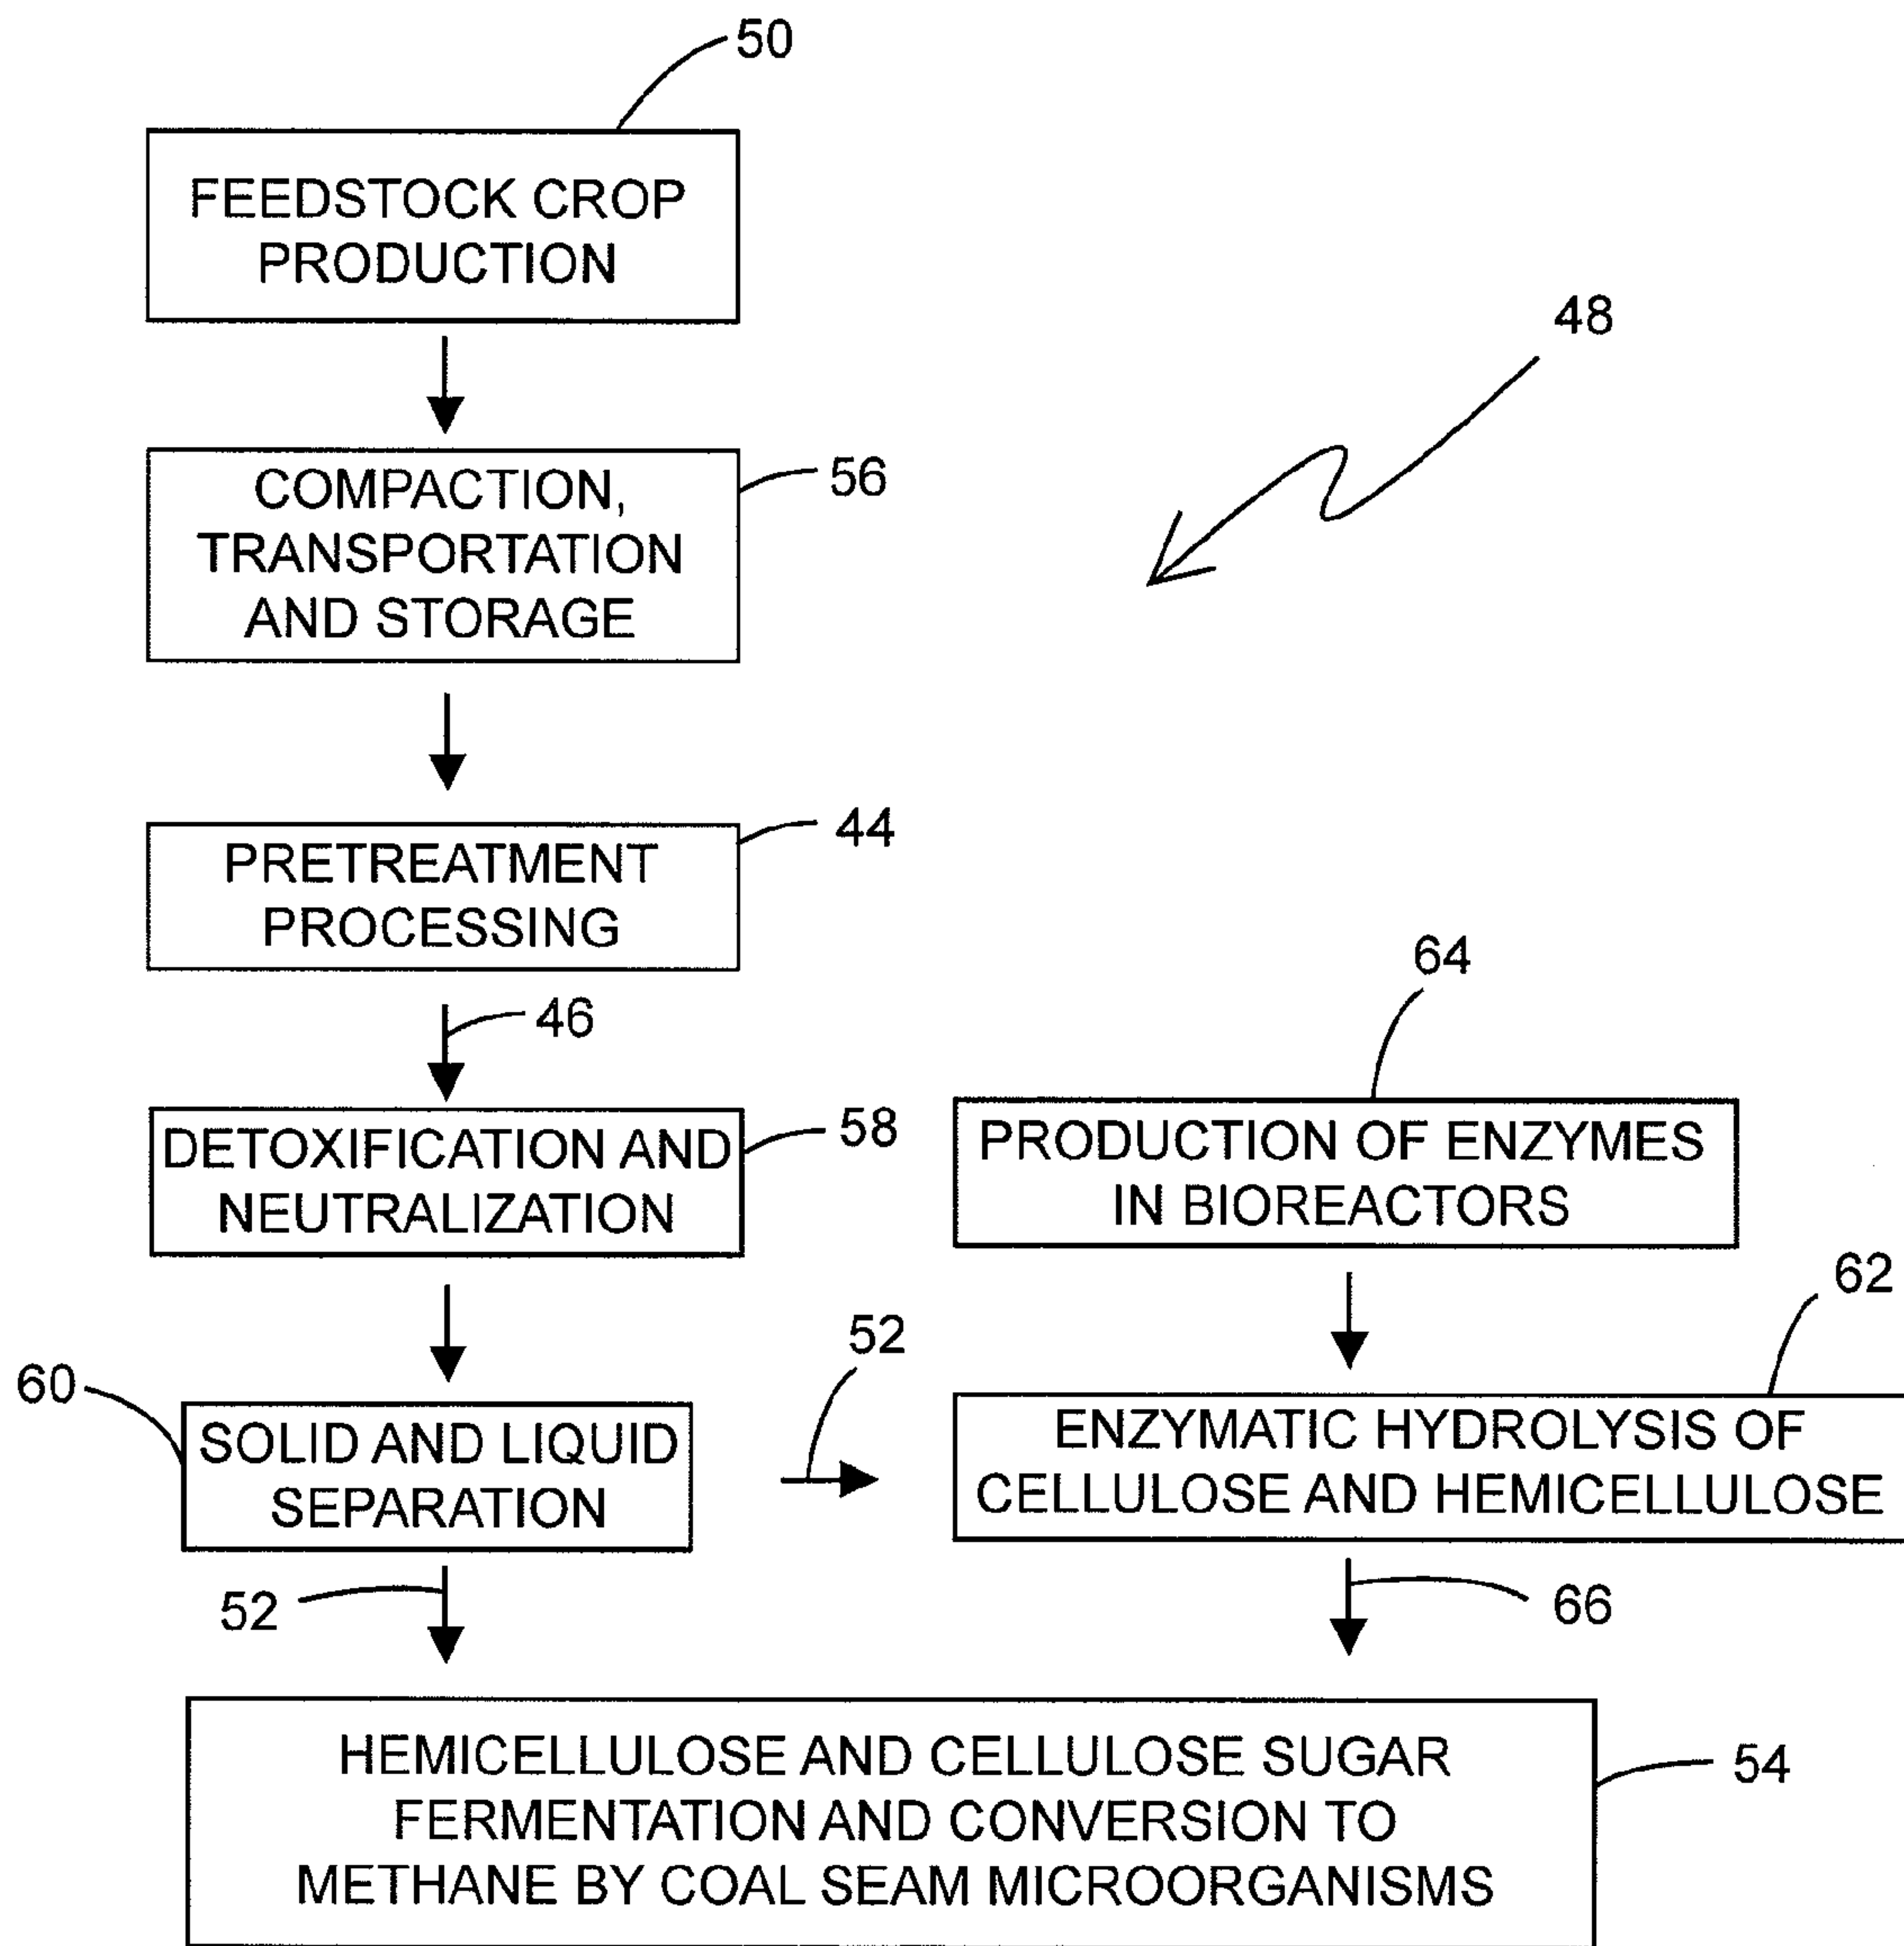 50
FEEDSTOCK CROP
PRODUCTION
48
COMPACTION,
TRANSPORTATION
AND STORAGE
56
PRETREATMENT
PROCESSING
44
46
64
DETOXIFICATION AND
NEUTRALIZATION
58
PRODUCTION OF ENZYMES
IN BIOREACTORS
62
52
60
SOLID AND LIQUID
SEPARATION
ENZYMATIC HYDROLYSIS OF
CELLULOSE AND HEMICELLULOSE
52
66
HEMICELLULOSE AND CELLULOSE SUGAR
FERMENTATION AND CONVERSION TO
METHANE BY COAL SEAM MICROORGANISMS
54